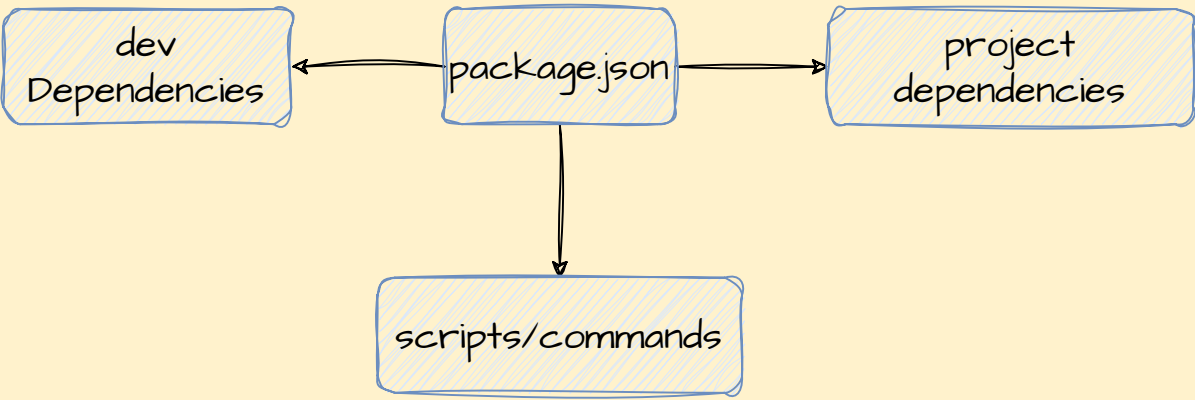 dev
Dependencies
package.json
project
dependencies
scripts/commands